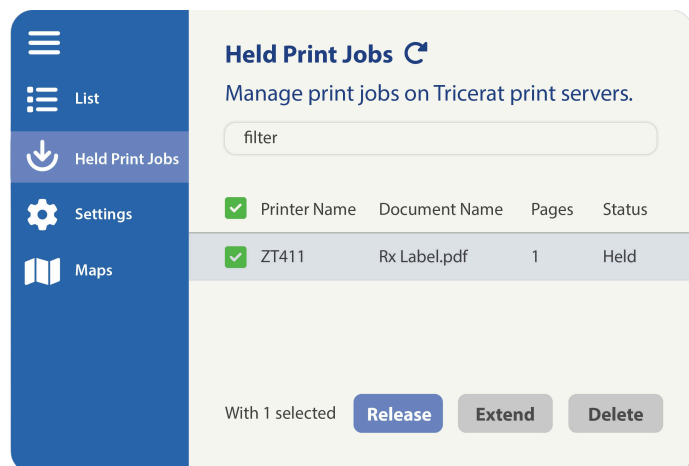 List
Held Print Jobs
Settings
Maps
Held Print Jobs
Manage print jobs on Tricerat print servers.
filter
Printer Name Document Name Pages Status
ZT411 Rx Label.pdf 1 Held
With 1 selected Release Extend Delete